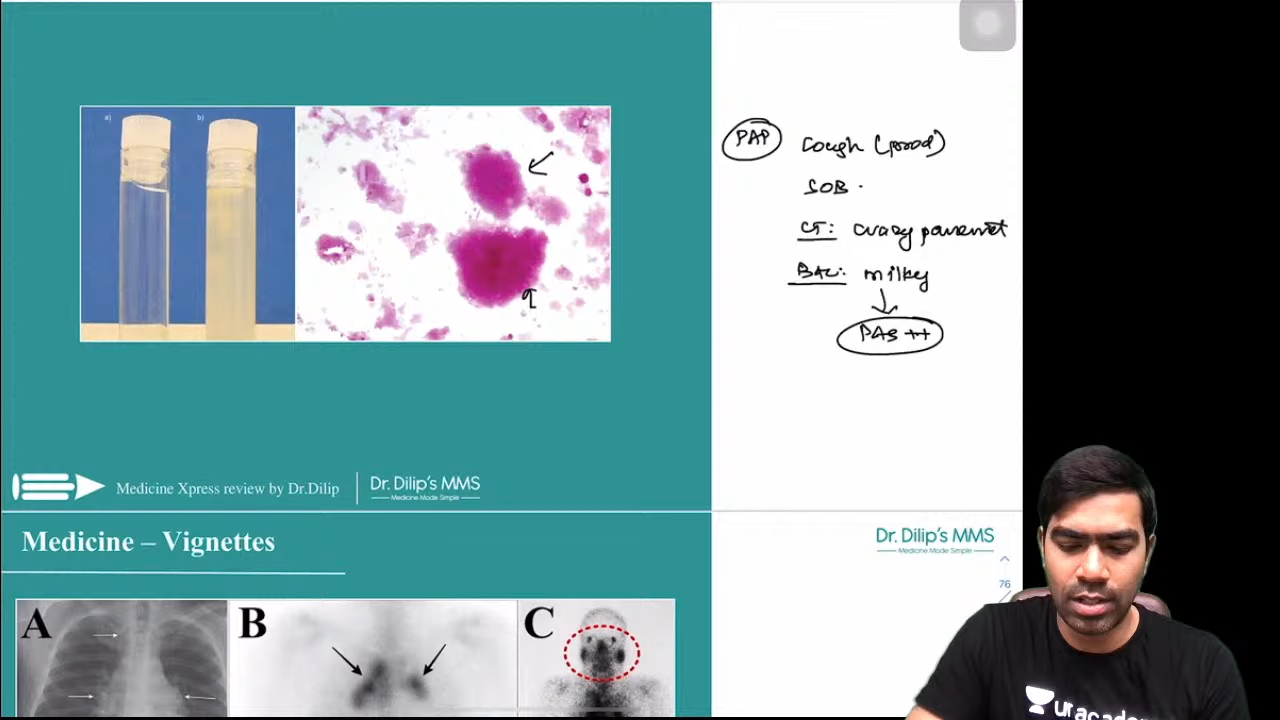 a)
b)
PAP
cough (prod)
SOB
CT: crazy pavement
BAL: milky
PAS ++
Medicine Xpress review by Dr.Dilip
Dr. Dilip's MMS
Medicine Made Simple
Medicine – Vignettes
Dr. Dilip's MMS
Medicine Made Simple
76
A
B
C